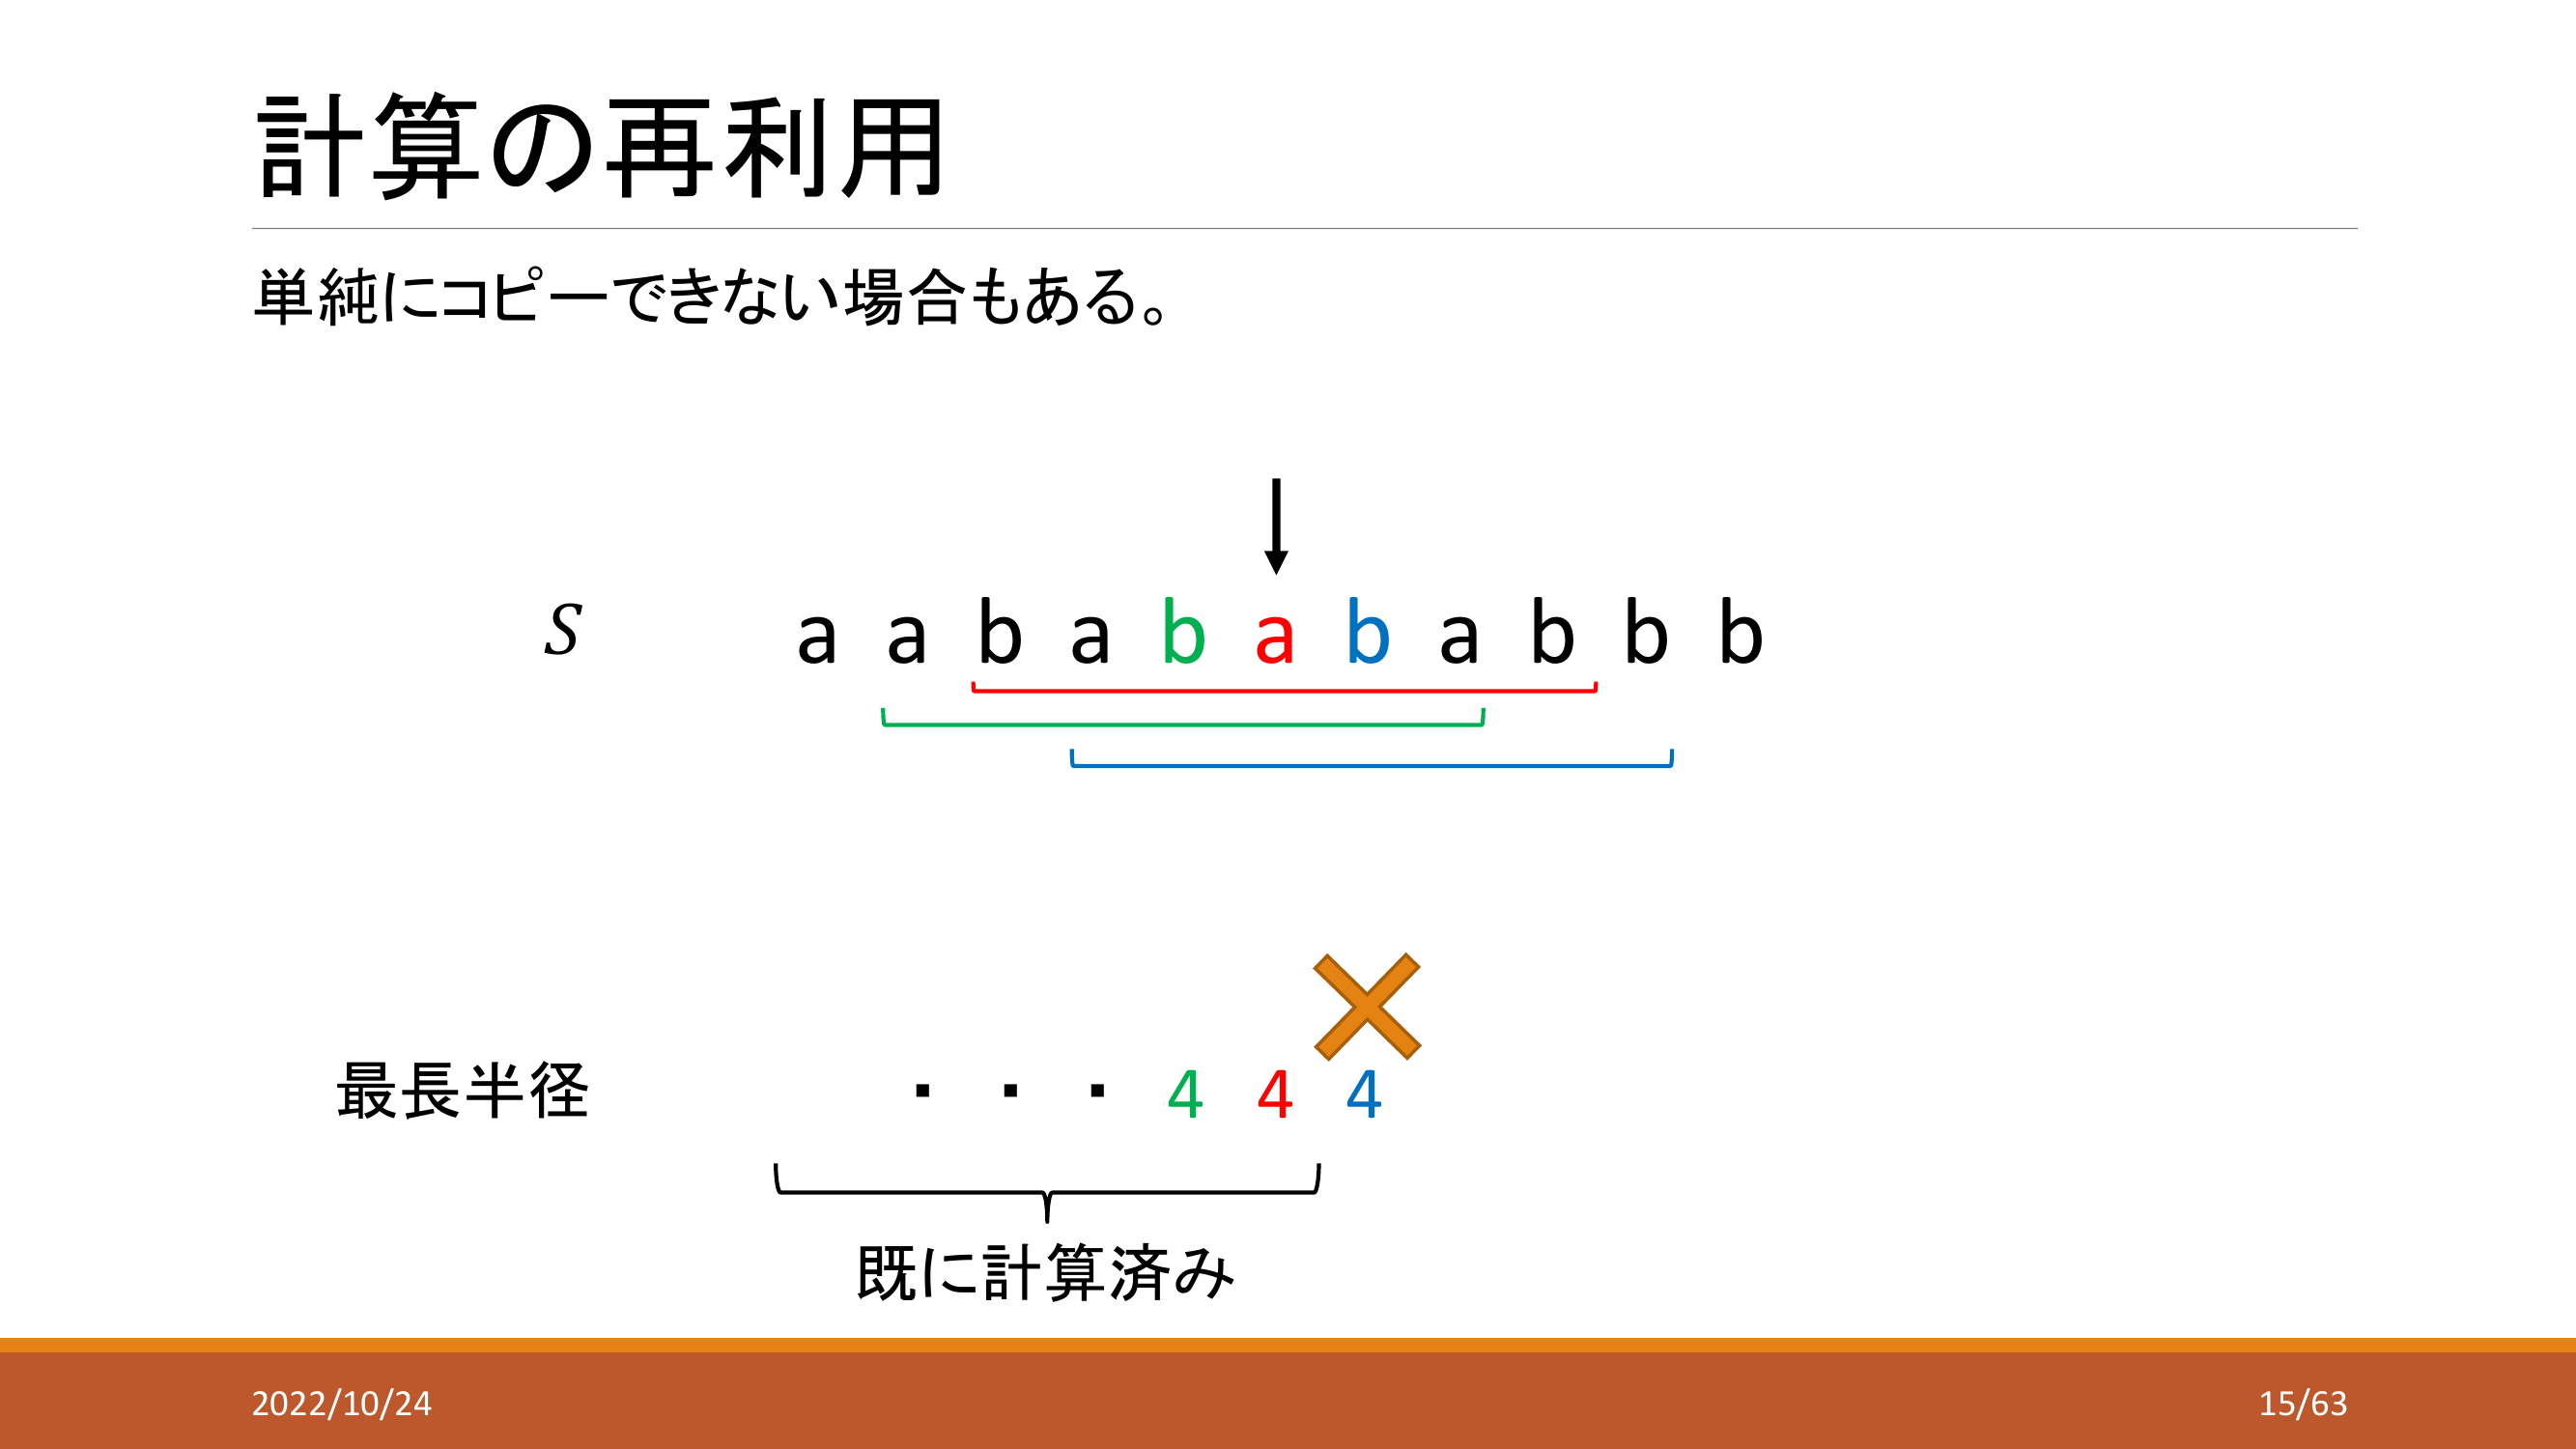 計算の再利用
単純にコピーできない場合もある。
S a a b a b a b a b b b
最長半径 ・ ・ ・ 4 4 4
既に計算済み
2022/10/24 15/63